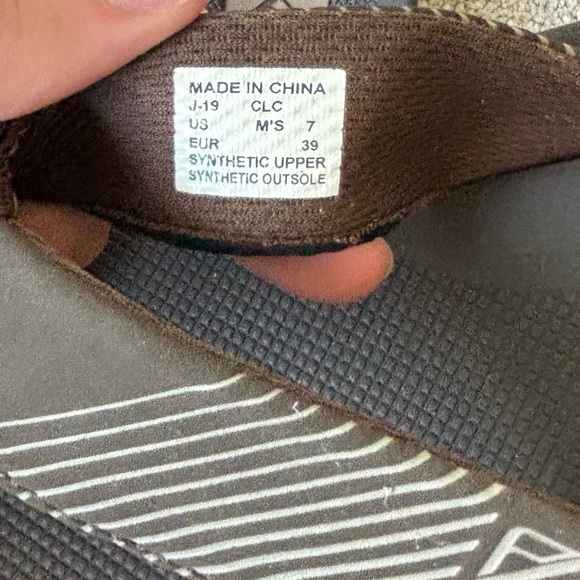 MADE IN CHINA
J-19 CLC
US M'S 7
EUR 39
SYNTHETIC UPPER
SYNTHETIC OUTSOLE